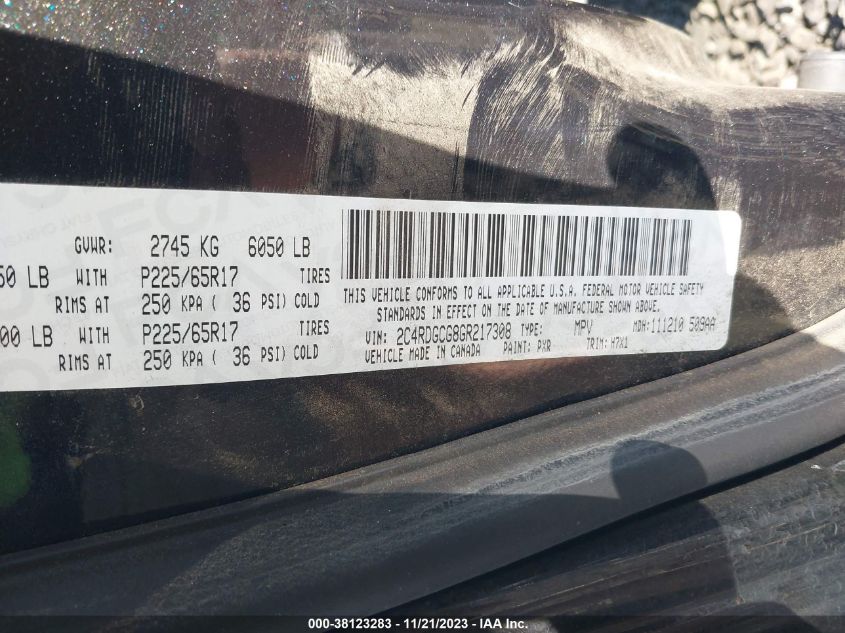 GVWR: 2745 KG 6050 LB
50 LB WITH P225/65R17 TIRES
RIMS AT 250 KPA ( 36 PSI) COLD
00 LB WITH P225/65R17 TIRES
RIMS AT 250 KPA ( 36 PSI) COLD
THIS VEHICLE CONFORMS TO ALL APPLICABLE U.S.A. FEDERAL MOTOR VEHICLE SAFETY
STANDARDS IN EFFECT ON THE DATE OF MANUFACTURE SHOWN ABOVE.
VIN: 2C4RDGCG8GR217308 TYPE: MPV MDH: 111210 509AA
VEHICLE MADE IN CANADA PAINT: PXR TRIM: H7X1
000-38123283 - 11/21/2023 - IAA Inc.